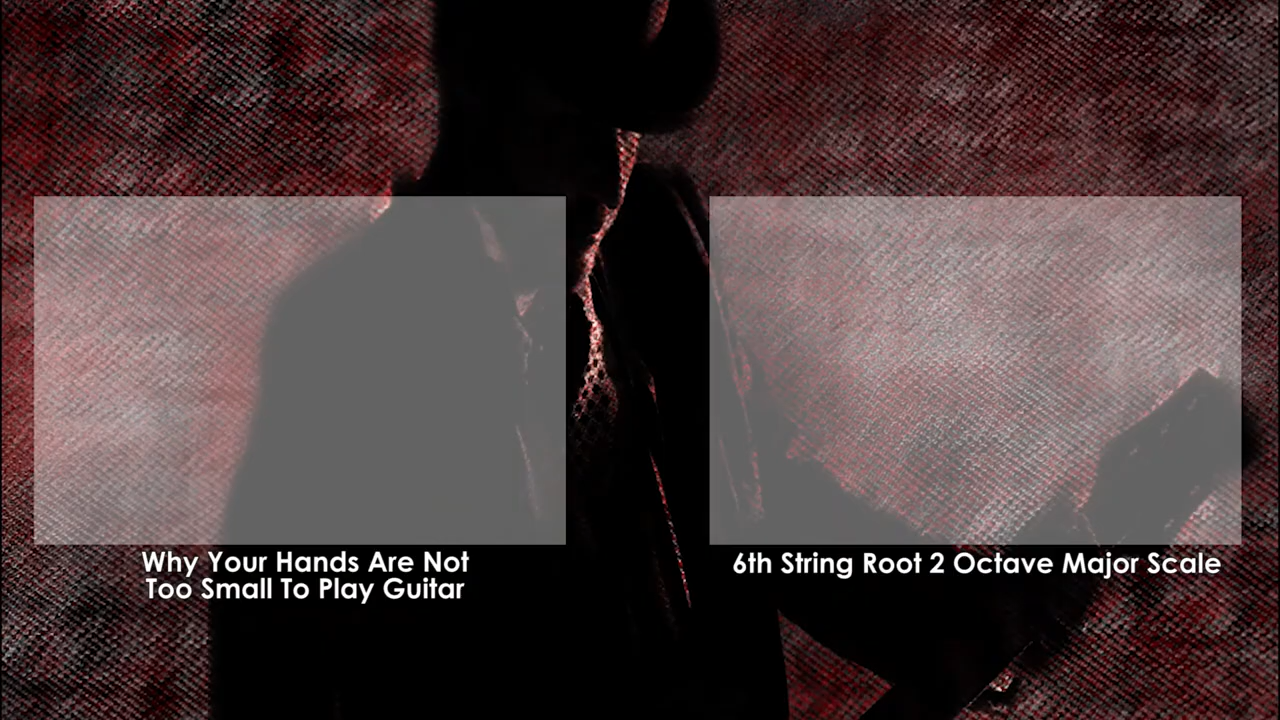 Why Your Hands Are Not
Too Small To Play Guitar
6th String Root 2 Octave Major Scale